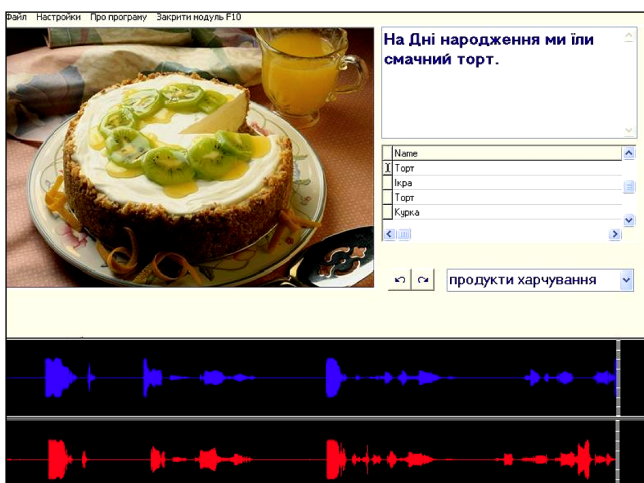 Файл Настройки Про програму Закрити модуль F10
На Дні народження ми їли
смачний торт.
Name
Торт
Ікра
Торт
Курка
продукти харчування